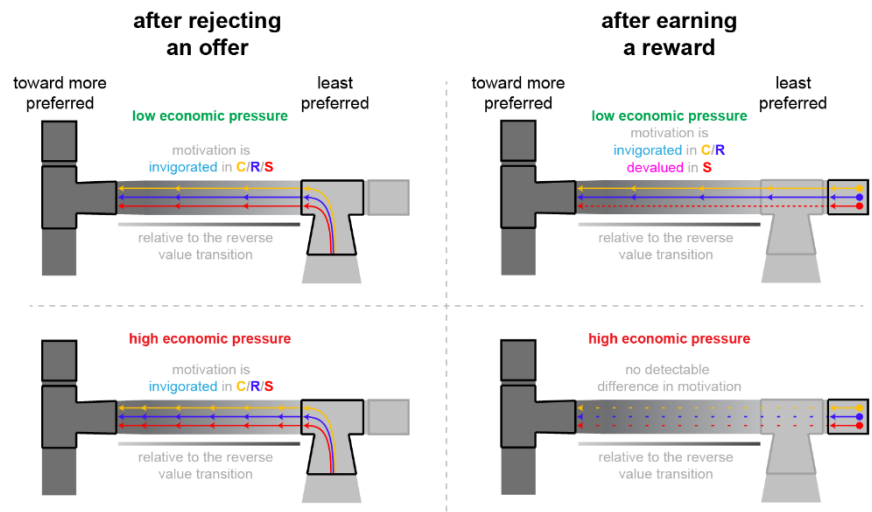 after rejecting
an offer
after earning
a reward
toward more
preferred
least
preferred
low economic pressure
motivation is
invigorated in C/R/S
relative to the reverse
value transition
toward more
preferred
least
preferred
low economic pressure
motivation is
invigorated in C/R
devalued in S
relative to the reverse
value transition
high economic pressure
motivation is
invigorated in C/R/S
relative to the reverse
value transition
high economic pressure
no detectable
difference in motivation
relative to the reverse
value transition